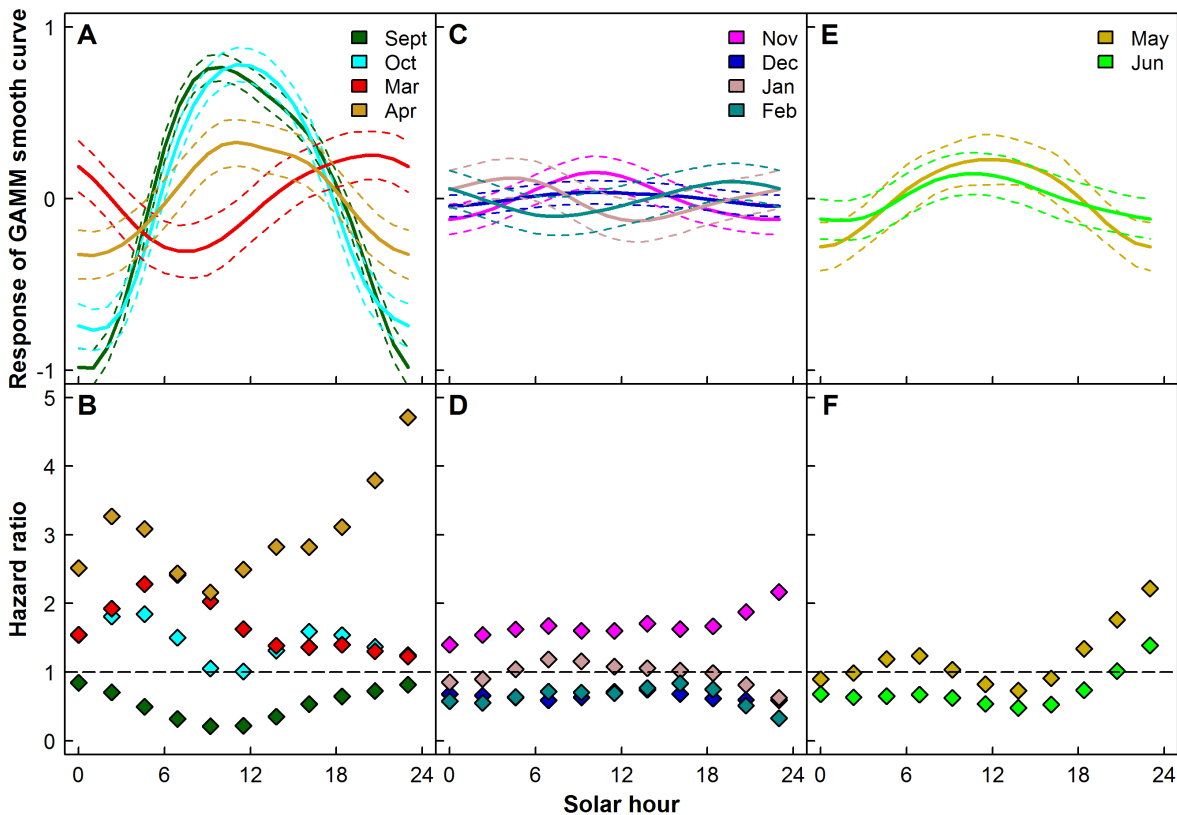 Response of GAMM smooth curve
1
0
-1
A
Sept
Oct
Mar
Apr
C
Nov
Dec
Jan
Feb
E
May
Jun
Hazard ratio
5
4
3
2
1
0
B
D
F
0 6 12 18 24
0 6 12 18 24
0 6 12 18 24
Solar hour